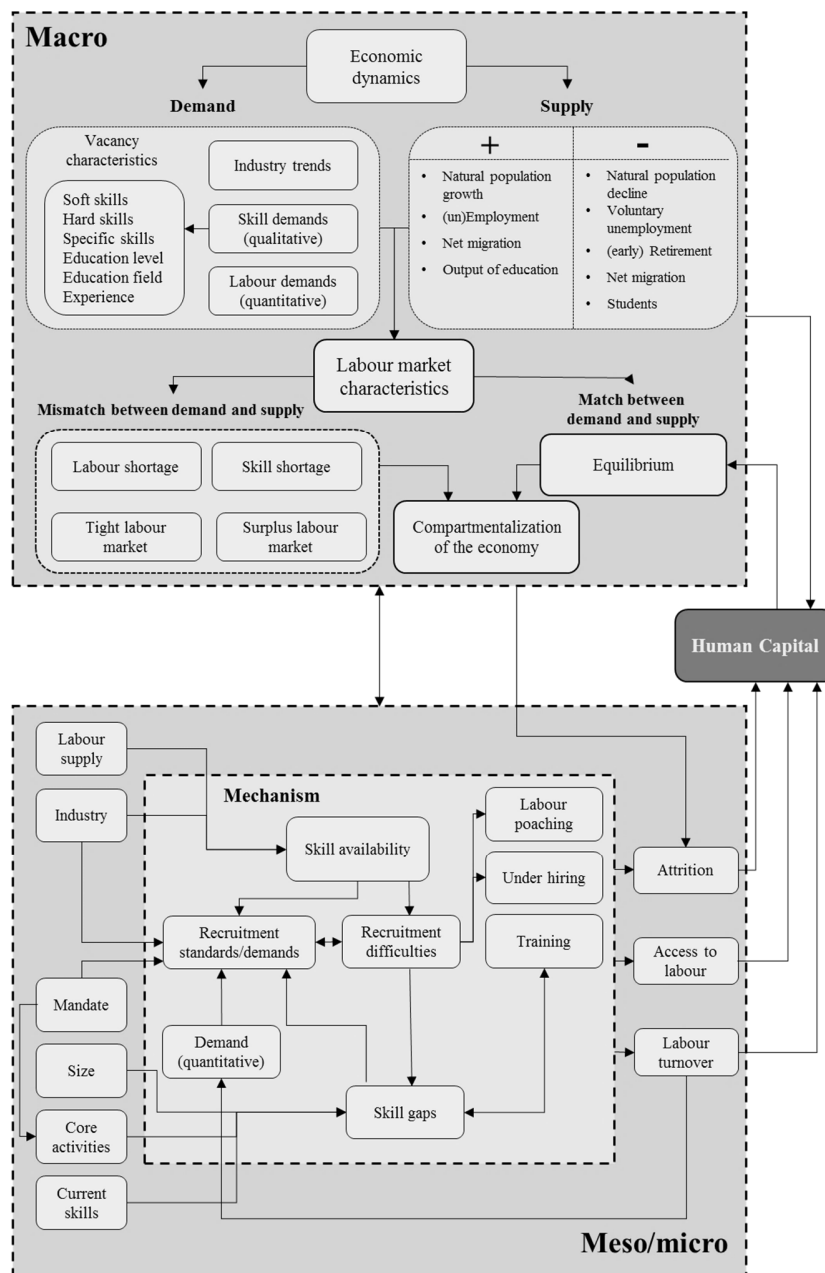 Macro
Economic
dynamics
Demand
Supply
Vacancy
characteristics
Soft skills
Hard skills
Specific skills
Education level
Education field
Experience
Industry trends
Skill demands
(qualitative)
Labour demands
(quantitative)
+
Natural population
growth
(un)Employment
Net migration
Output of education
-
Natural population
decline
Voluntary
unemployment
(early) Retirement
Net migration
Students
Labour market
characteristics
Mismatch between demand and supply
Match between
demand and supply
Labour shortage
Skill shortage
Tight labour
market
Surplus labour
market
Equilibrium
Compartmentalization
of the economy
Human Capital
Labour
supply
Industry
Mandate
Size
Core
activities
Current
skills
Mechanism
Skill availability
Recruitment
standards/demands
Recruitment
difficulties
Demand
(quantitative)
Skill gaps
Labour
poaching
Under hiring
Training
Attrition
Access to
labour
Labour
turnover
Meso/micro